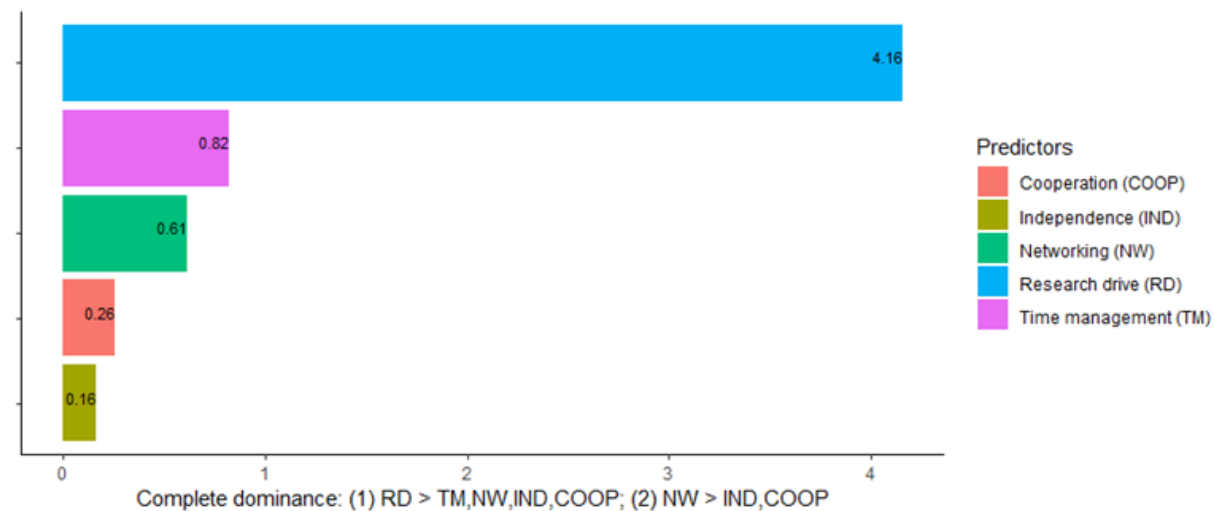 4.16
0.82
0.61
0.26
0.16
0 1 2 3 4
Complete dominance: (1) RD > TM,NW,IND,COOP; (2) NW > IND,COOP
Predictors
Cooperation (COOP)
Independence (IND)
Networking (NW)
Research drive (RD)
Time management (TM)